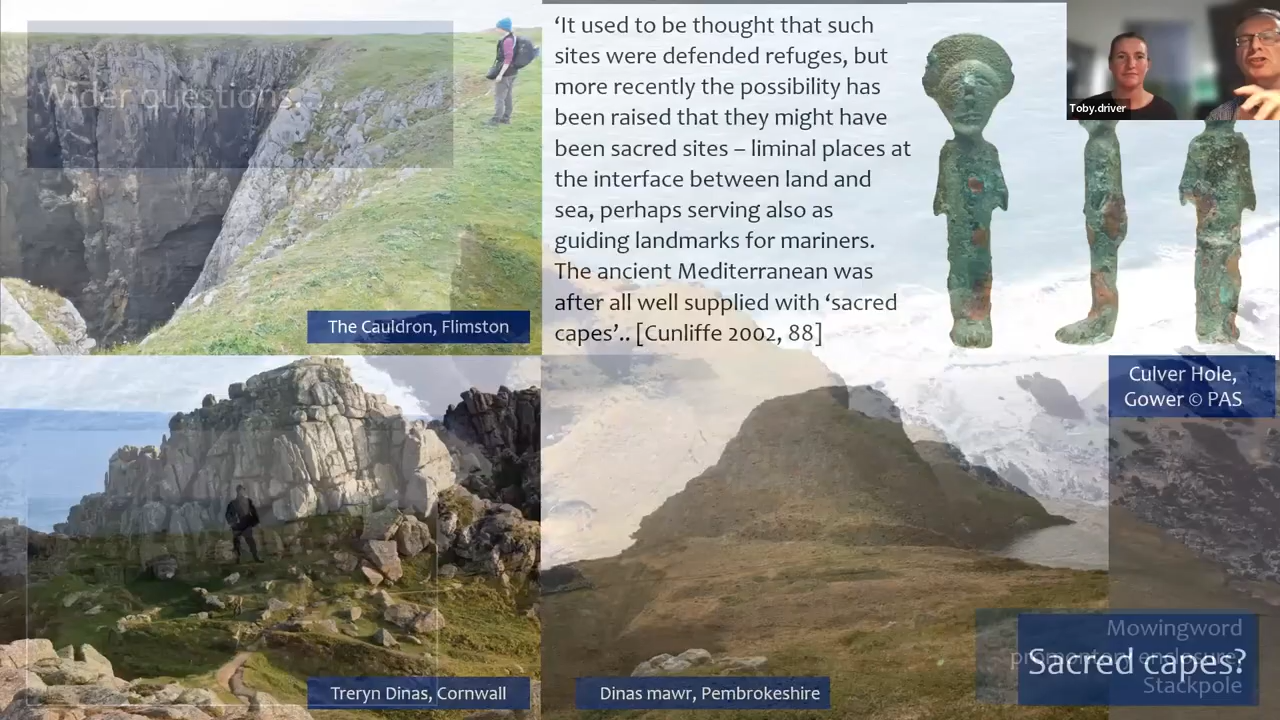 Wider questions…
‘It used to be thought that such
sites were defended refuges, but
more recently the possibility has
been raised that they might have
been sacred sites – liminal places at
the interface between land and
sea, perhaps serving also as
guiding landmarks for mariners.
The ancient Mediterranean was
after all well supplied with ‘sacred
capes’.. [Cunliffe 2002, 88]
Toby.driver
The Cauldron, Flimston
Culver Hole,
Gower © PAS
Treryn Dinas, Cornwall
Dinas mawr, Pembrokeshire
Mowingword
promontory enclosure,
Stackpole
Sacred capes?